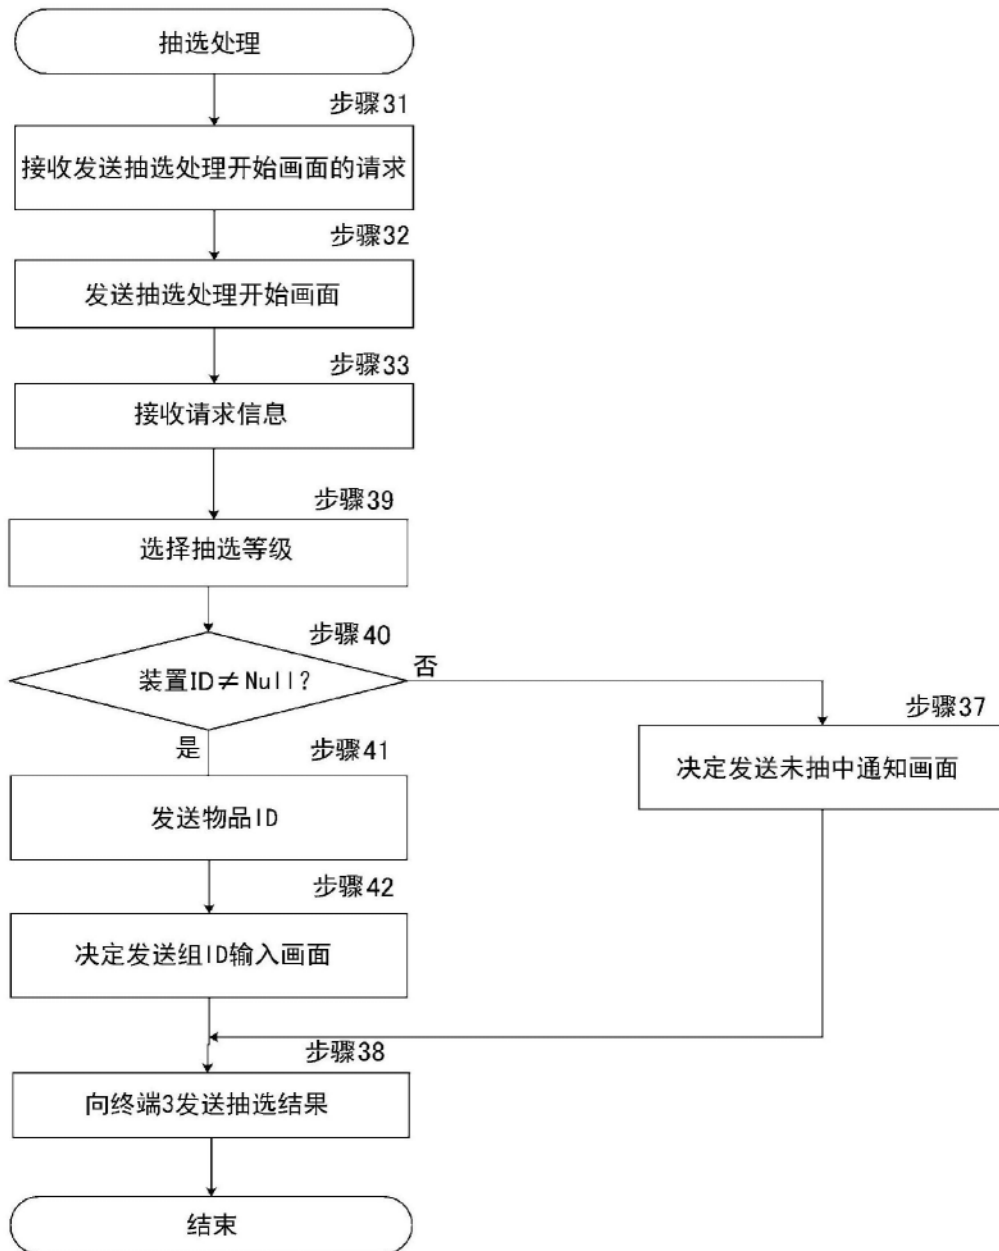 抽选处理
步骤31
接收发送抽选处理开始画面的请求
步骤32
发送抽选处理开始画面
步骤33
接收请求信息
步骤39
选择抽选等级
步骤40
装置ID≠Null?
否
是
步骤37
决定发送未抽中通知画面
步骤41
发送物品ID
步骤42
决定发送组ID输入画面
步骤38
向终端3发送抽选结果
结束